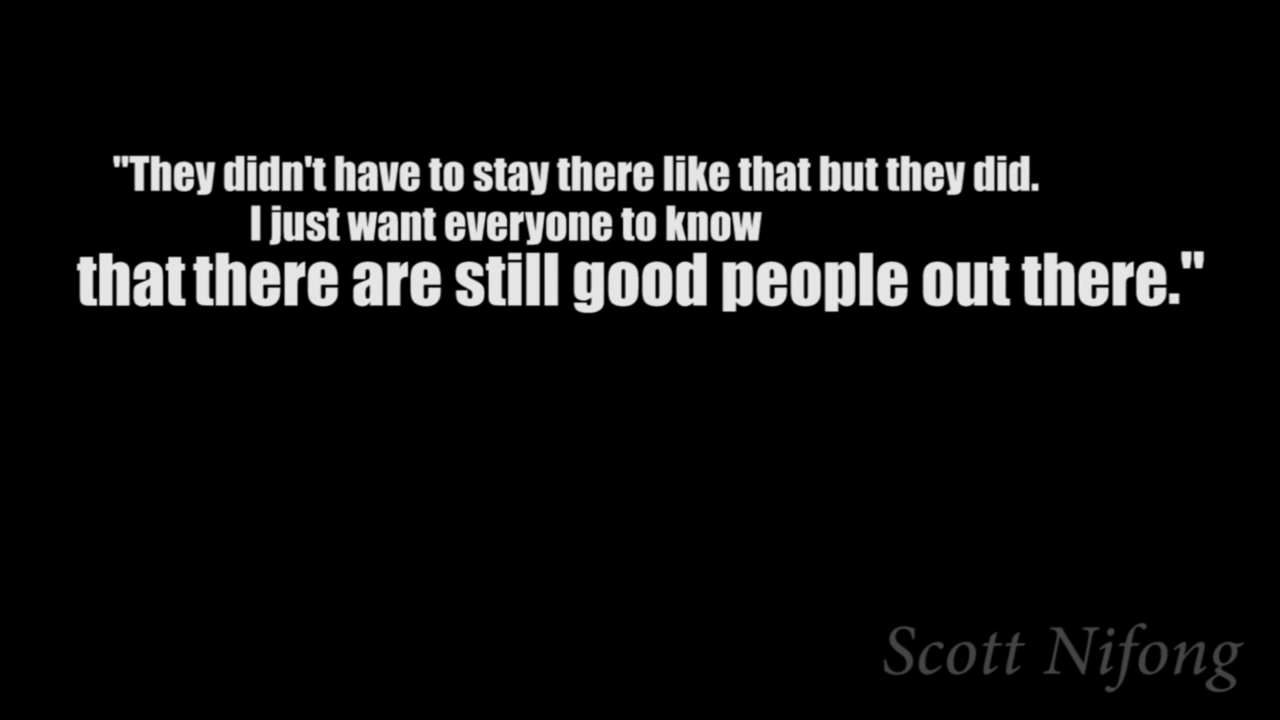 "They didn't have to stay there like that but they did.
I just want everyone to know
that there are still good people out there."
Scott Nifong